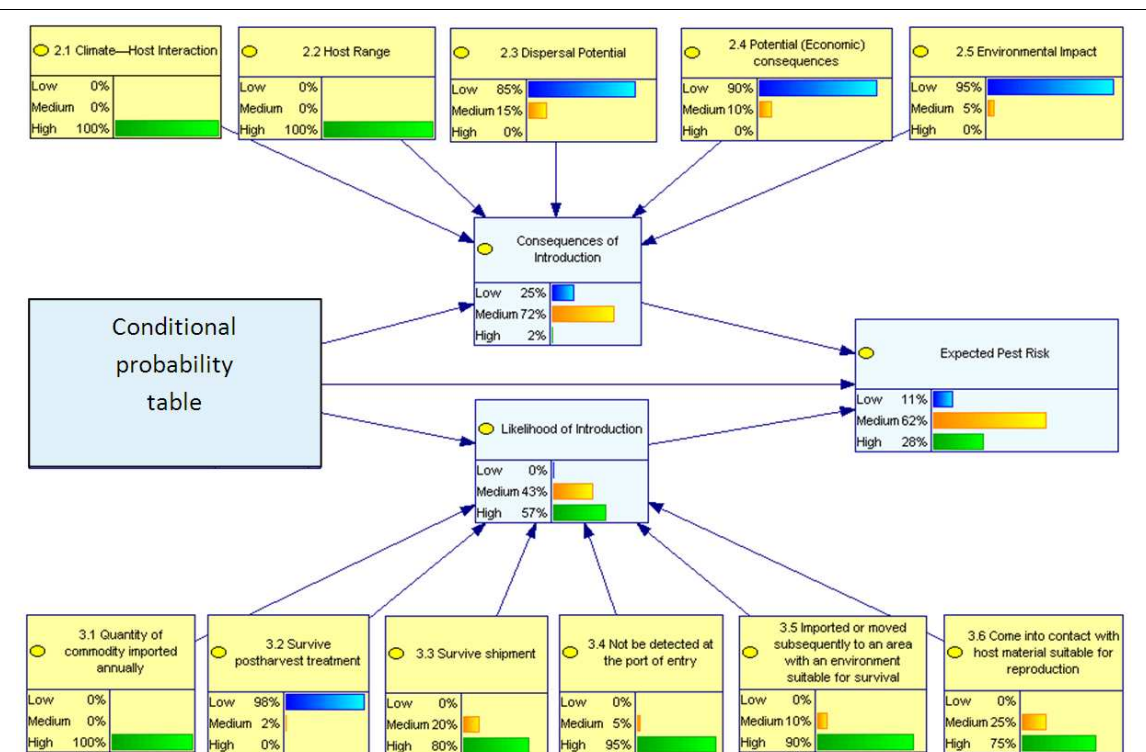 2.1 Climate—Host Interaction
Low 0%
Medium 0%
High 100%
2.2 Host Range
Low 0%
Medium 0%
High 100%
2.3 Dispersal Potential
Low 85%
Medium 15%
High 0%
2.4 Potential (Economic)
consequences
Low 90%
Medium 10%
High 0%
2.5 Environmental Impact
Low 95%
Medium 5%
High 0%
Consequences of
Introduction
Low 25%
Medium 72%
High 2%
Conditional
probability
table
Expected Pest Risk
Low 11%
Medium 62%
High 28%
Likelihood of Introduction
Low 0%
Medium 43%
High 57%
3.1 Quantity of
commodity imported
annually
Low 0%
Medium 0%
High 100%
3.2 Survive
postharvest treatment
Low 98%
Medium 2%
High 0%
3.3 Survive shipment
Low 0%
Medium 20%
High 80%
3.4 Not be detected at
the port of entry
Low 0%
Medium 5%
High 95%
3.5 Imported or moved
subsequently to an area
with an environment
suitable for survival
Low 0%
Medium 10%
High 90%
3.6 Come into contact with
host material suitable for
reproduction
Low 0%
Medium 25%
High 75%